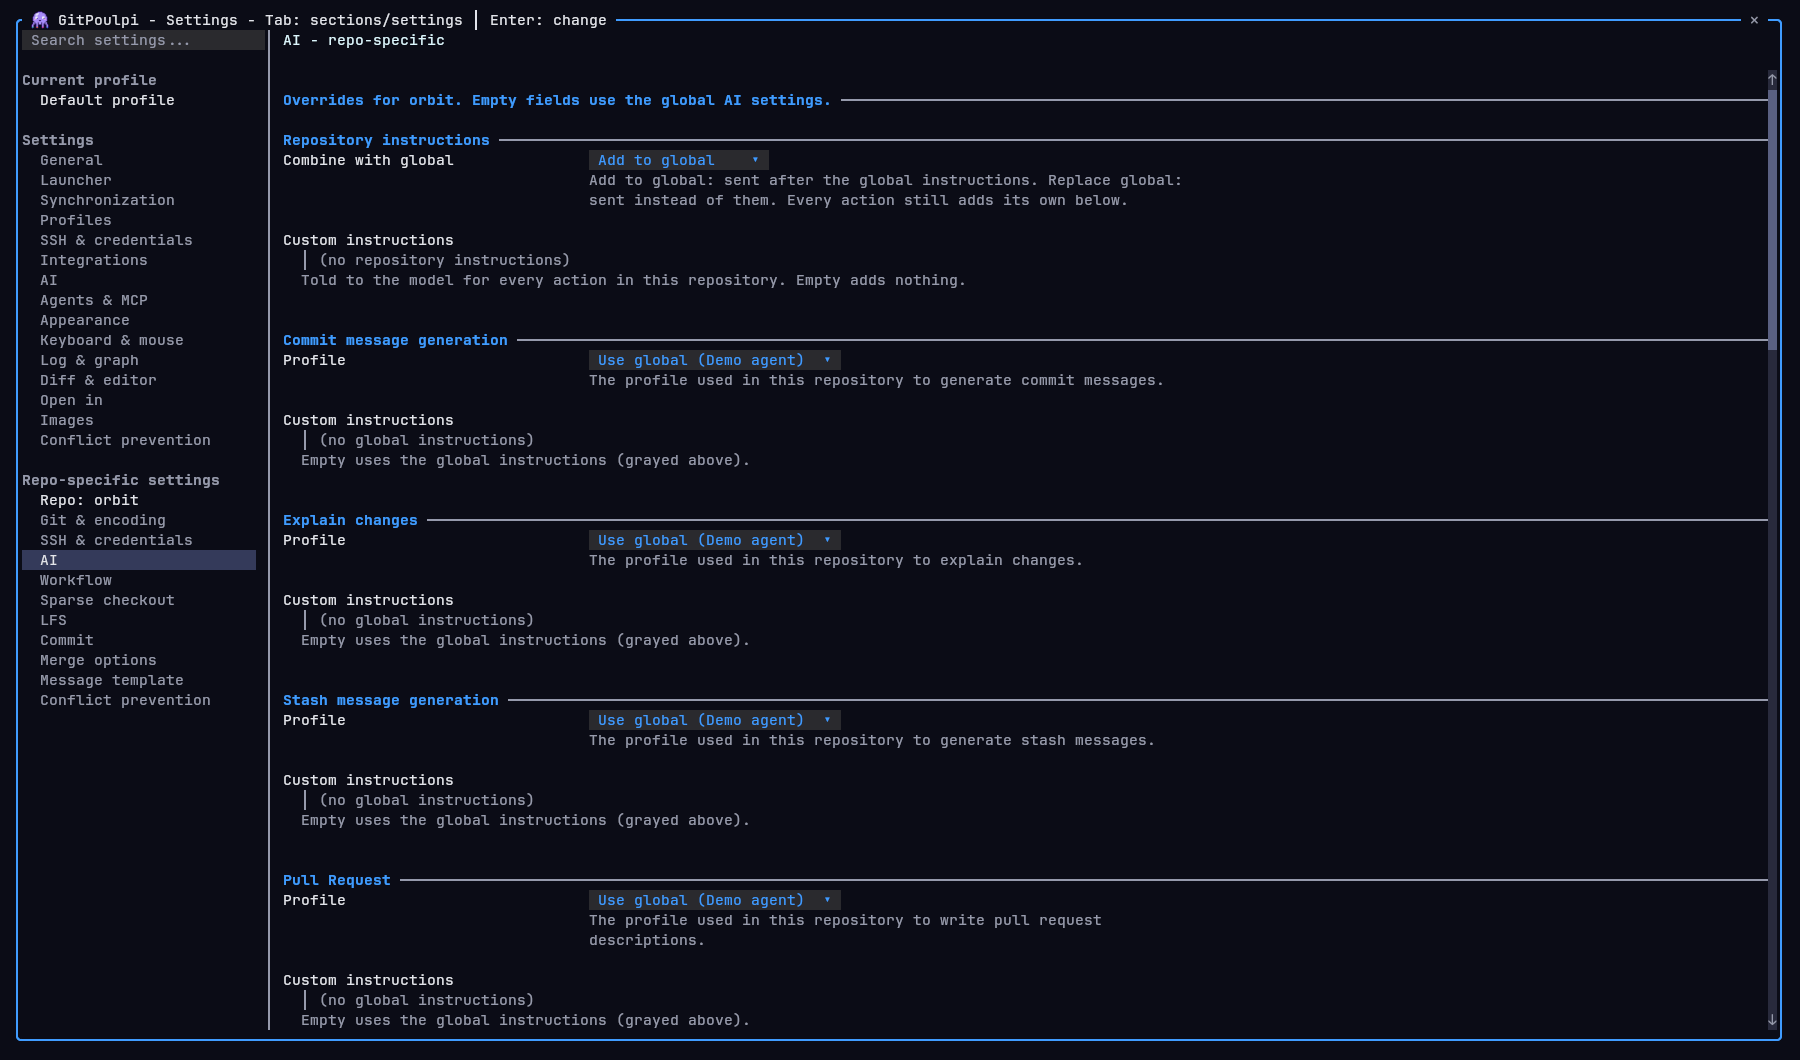 GitPoulpi - Settings - Tab: sections/settings │ Enter: change ×
Search settings...
Current profile
Default profile
Settings
General
Launcher
Synchronization
Profiles
SSH & credentials
Integrations
AI
Agents & MCP
Appearance
Keyboard & mouse
Log & graph
Diff & editor
Open in
Images
Conflict prevention
Repo-specific settings
Repo: orbit
Git & encoding
SSH & credentials
AI
Workflow
Sparse checkout
LFS
Commit
Merge options
Message template
Conflict prevention
AI - repo-specific
Overrides for orbit. Empty fields use the global AI settings.
Repository instructions
Combine with global Add to global ▾
Add to global: sent after the global instructions. Replace global:
sent instead of them. Every action still adds its own below.
Custom instructions
(no repository instructions)
Told to the model for every action in this repository. Empty adds nothing.
Commit message generation
Profile Use global (Demo agent) ▾
The profile used in this repository to generate commit messages.
Custom instructions
(no global instructions)
Empty uses the global instructions (grayed above).
Explain changes
Profile Use global (Demo agent) ▾
The profile used in this repository to explain changes.
Custom instructions
(no global instructions)
Empty uses the global instructions (grayed above).
Stash message generation
Profile Use global (Demo agent) ▾
The profile used in this repository to generate stash messages.
Custom instructions
(no global instructions)
Empty uses the global instructions (grayed above).
Pull Request
Profile Use global (Demo agent) ▾
The profile used in this repository to write pull request
descriptions.
Custom instructions
(no global instructions)
Empty uses the global instructions (grayed above).